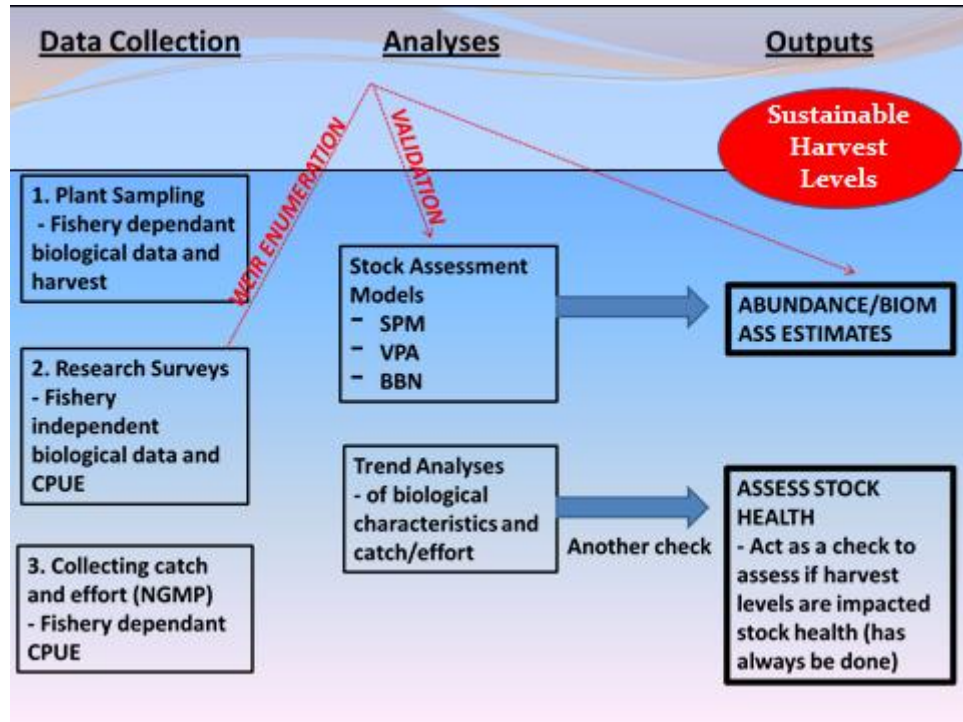 Data Collection
Analyses
Outputs
Sustainable
Harvest
Levels
WEIR ENUMERATION
VALIDATION
1. Plant Sampling
- Fishery dependant
biological data and
harvest
2. Research Surveys
- Fishery
independent
biological data and
CPUE
3. Collecting catch
and effort (NGMP)
- Fishery dependant
CPUE
Stock Assessment
Models
- SPM
- VPA
- BBN
Trend Analyses
- of biological
characteristics and
catch/effort
Another check
ABUNDANCE/BIOM
ASS ESTIMATES
ASSESS STOCK
HEALTH
- Act as a check to
assess if harvest
levels are impacted
stock health (has
always be done)